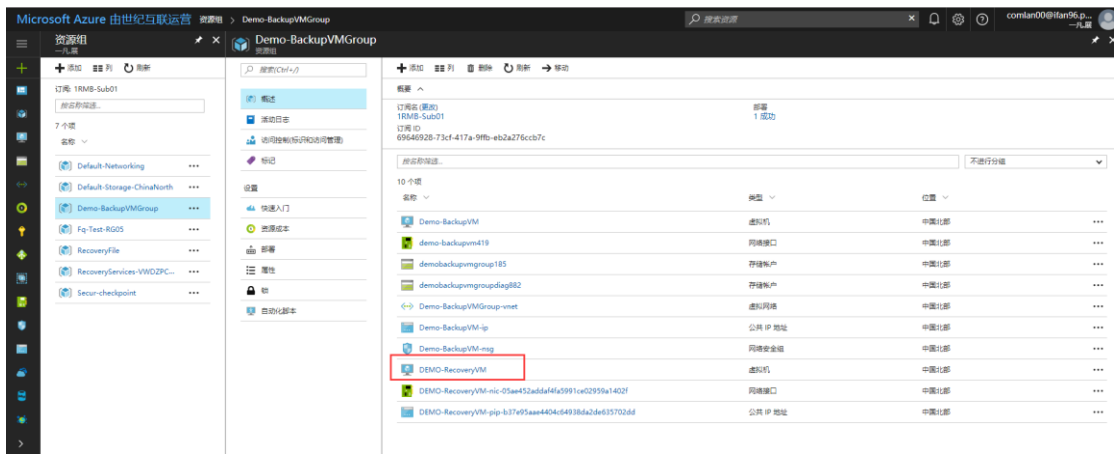 Microsoft Azure 由世纪互联运营 资源组 > Demo-BackupVMGroup
搜索资源
comlan00@ifan96.p...
一凡展
资源组
一凡展
添加 列 刷新
订阅: 1RMB-Sub01
按名称筛选...
7 个项
名称
Default-Networking
Default-Storage-ChinaNorth
Demo-BackupVMGroup
Fq-Test-RG05
RecoveryFile
RecoveryServices-VWDZPC...
Secur-checkpoint
Demo-BackupVMGroup
资源组
搜索(Ctrl+/)
概述
活动日志
访问控制(标识和访问管理)
标记
设置
快速入门
资源成本
部署
属性
锁
自动化脚本
添加 列 删除 刷新 移动
概要
订阅名 (更改)
1RMB-Sub01
部署
1 成功
订阅 ID
69646928-73cf-417a-9ffb-eb2a276ccb7c
按名称筛选...
不进行分组
10 个项
名称 类型 位置
Demo-BackupVM 虚拟机 中国北部
demo-backupvm419 网络接口 中国北部
demobackupvmgroup185 存储帐户 中国北部
demobackupvmgroupdiag882 存储帐户 中国北部
Demo-BackupVMGroup-vnet 虚拟网络 中国北部
Demo-BackupVM-ip 公共 IP 地址 中国北部
Demo-BackupVM-nsg 网络安全组 中国北部
DEMO-RecoveryVM 虚拟机 中国北部
DEMO-RecoveryVM-nic-05ae452addaf4fa5991ce02959a1402f 网络接口 中国北部
DEMO-RecoveryVM-pip-b37e95aae4404c64938da2de635702dd 公共 IP 地址 中国北部